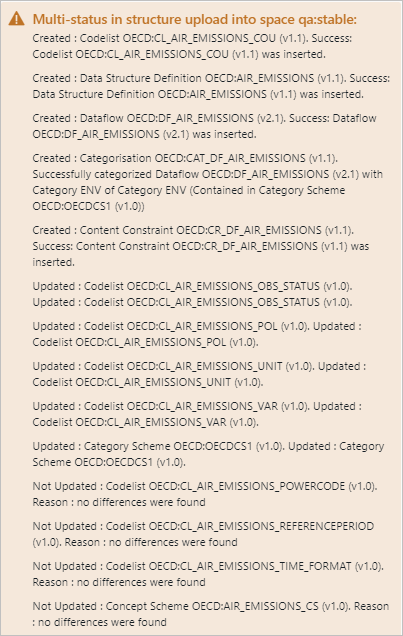 Multi-status in structure upload into space qa:stable:
Created : Codelist OECD:CL_AIR_EMISSIONS_COU (v1.1). Success:
Codelist OECD:CL_AIR_EMISSIONS_COU (v1.1) was inserted.
Created : Data Structure Definition OECD:AIR_EMISSIONS (v1.1). Success:
Data Structure Definition OECD:AIR_EMISSIONS (v1.1) was inserted.
Created : Dataflow OECD:DF_AIR_EMISSIONS (v2.1). Success: Dataflow
OECD:DF_AIR_EMISSIONS (v2.1) was inserted.
Created : Categorisation OECD:CAT_DF_AIR_EMISSIONS (v1.1).
Successfully categorized Dataflow OECD:DF_AIR_EMISSIONS (v2.1) with
Category ENV of Category ENV (Contained in Category Scheme
OECD:OECDCS1 (v1.0))
Created : Content Constraint OECD:CR_DF_AIR_EMISSIONS (v1.1).
Success: Content Constraint OECD:CR_DF_AIR_EMISSIONS (v1.1) was
inserted.
Updated : Codelist OECD:CL_AIR_EMISSIONS_OBS_STATUS (v1.0).
Updated : Codelist OECD:CL_AIR_EMISSIONS_OBS_STATUS (v1.0).
Updated : Codelist OECD:CL_AIR_EMISSIONS_POL (v1.0). Updated :
Codelist OECD:CL_AIR_EMISSIONS_POL (v1.0).
Updated : Codelist OECD:CL_AIR_EMISSIONS_UNIT (v1.0). Updated :
Codelist OECD:CL_AIR_EMISSIONS_UNIT (v1.0).
Updated : Codelist OECD:CL_AIR_EMISSIONS_VAR (v1.0). Updated :
Codelist OECD:CL_AIR_EMISSIONS_VAR (v1.0).
Updated : Category Scheme OECD:OECDCS1 (v1.0). Updated : Category
Scheme OECD:OECDCS1 (v1.0).
Not Updated : Codelist OECD:CL_AIR_EMISSIONS_POWERCODE (v1.0).
Reason : no differences were found
Not Updated : Codelist OECD:CL_AIR_EMISSIONS_REFERENCEPERIOD
(v1.0). Reason : no differences were found
Not Updated : Codelist OECD:CL_AIR_EMISSIONS_TIME_FORMAT (v1.0).
Reason : no differences were found
Not Updated : Concept Scheme OECD:AIR_EMISSIONS_CS (v1.0). Reason
: no differences were found